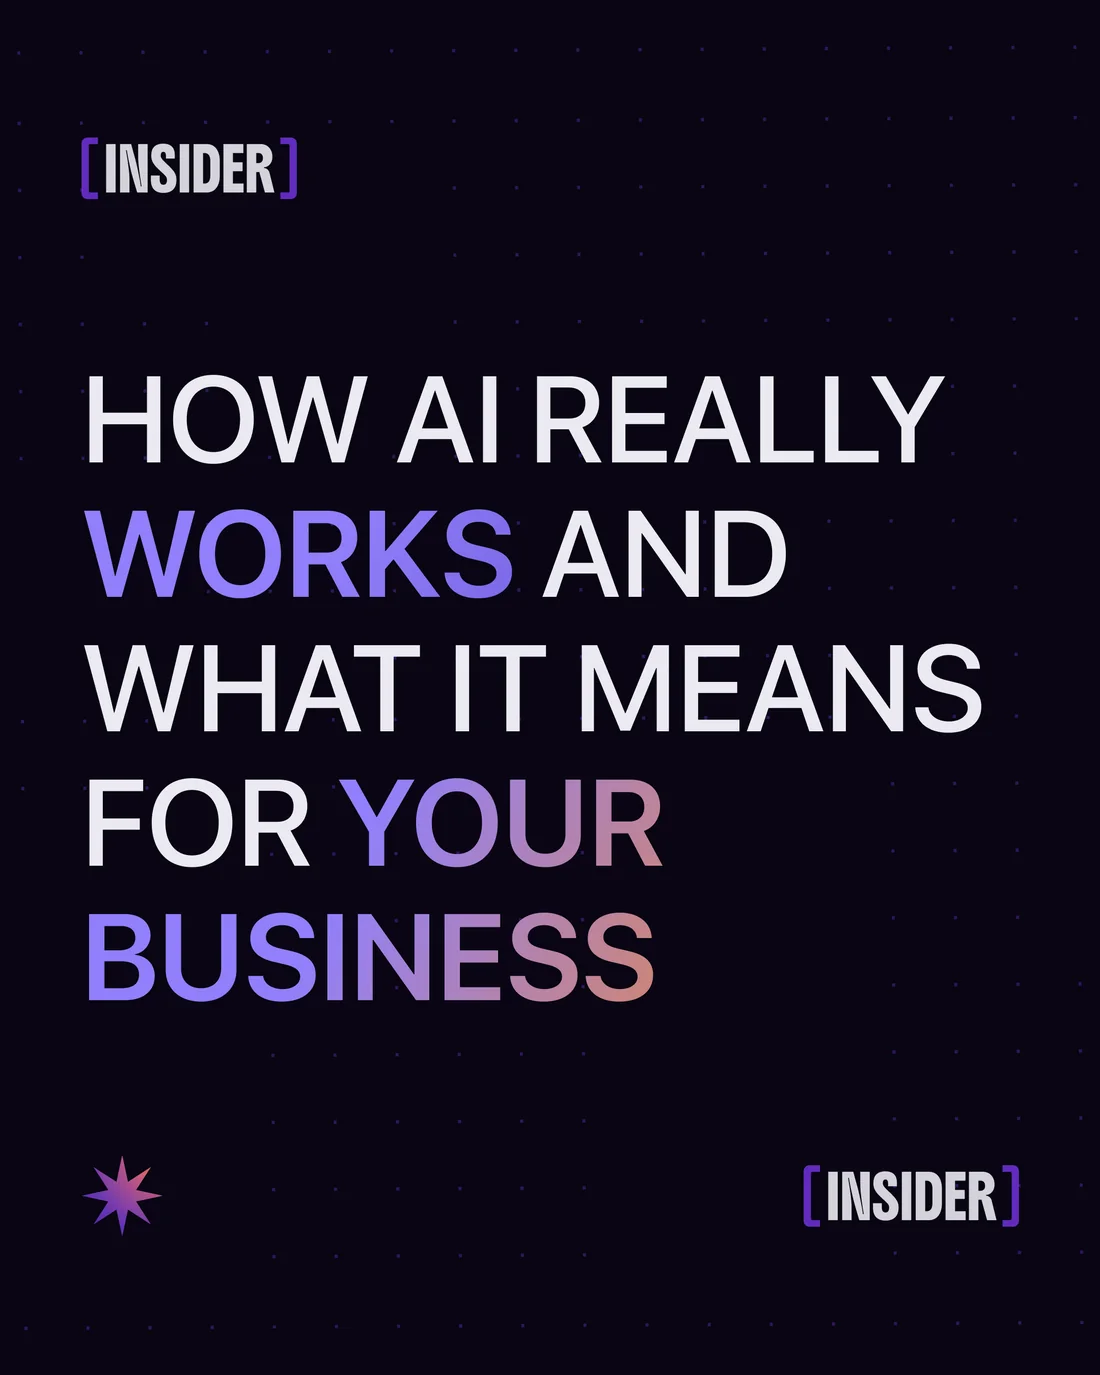 [INSIDER]
HOW AI REALLY
WORKS AND
WHAT IT MEANS
FOR YOUR
BUSINESS
[INSIDER]